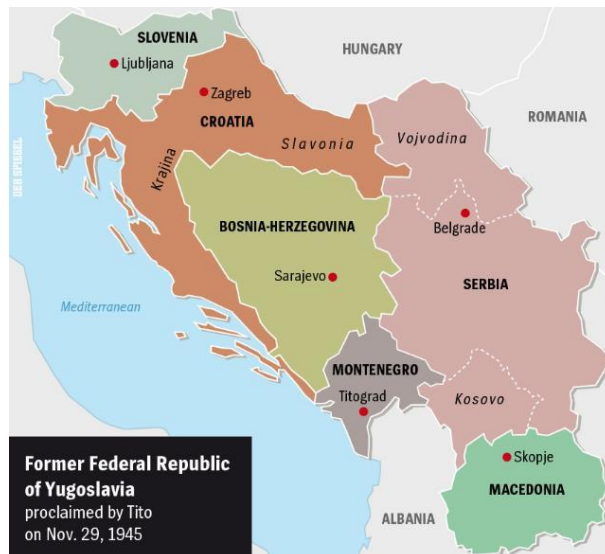 SLOVENIA
HUNGARY
Ljubljana
Zagreb
CROATIA
ROMANIA
Vojvodina
Slavonia
Krajina
DER SPIEGEL
BOSNIA-HERZEGOVINA
Belgrade
Sarajevo
SERBIA
Mediterranean
MONTENEGRO
Titograd
Kosovo
Skopje
MACEDONIA
ALBANIA
Former Federal Republic
of Yugoslavia
proclaimed by Tito
on Nov. 29, 1945